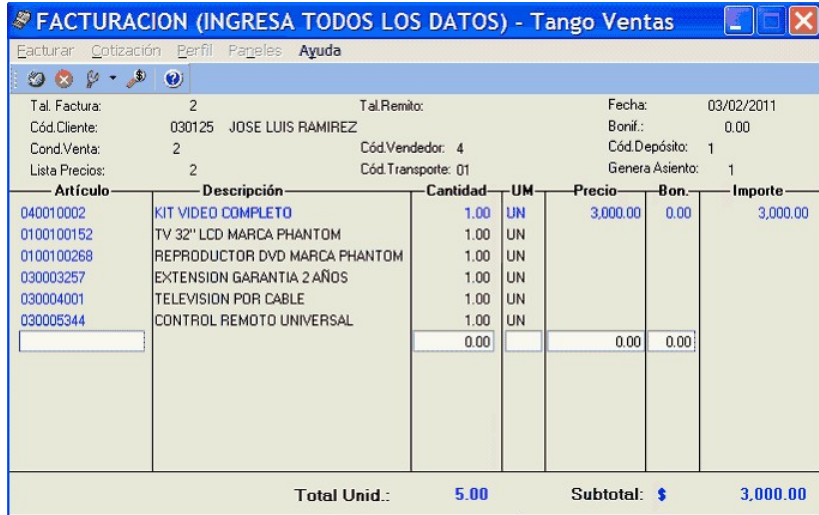 FACTURACION (INGRESA TODOS LOS DATOS) - Tango Ventas
Facturar Cotización Perfil Paneles Ayuda
Tal. Factura: 2 Tal.Remito: Fecha: 03/02/2011
Cód.Cliente: 030125 JOSE LUIS RAMIREZ Bonif.: 0.00
Cond.Venta: 2 Cód.Vendedor: 4 Cód.Depósito: 1
Lista Precios: 2 Cód.Transporte: 01 Genera Asiento: 1
Artículo Descripción Cantidad UM Precio Bon. Importe
040010002 KIT VIDEO COMPLETO 1.00 UN 3,000.00 0.00 3,000.00
0100100152 TV 32" LCD MARCA PHANTOM 1.00 UN
0100100268 REPRODUCTOR DVD MARCA PHANTOM 1.00 UN
030003257 EXTENSION GARANTIA 2 AÑOS 1.00 UN
030004001 TELEVISION POR CABLE 1.00 UN
030005344 CONTROL REMOTO UNIVERSAL 1.00 UN
0.00 0.00 0.00
Total Unid.: 5.00 Subtotal: $ 3,000.00